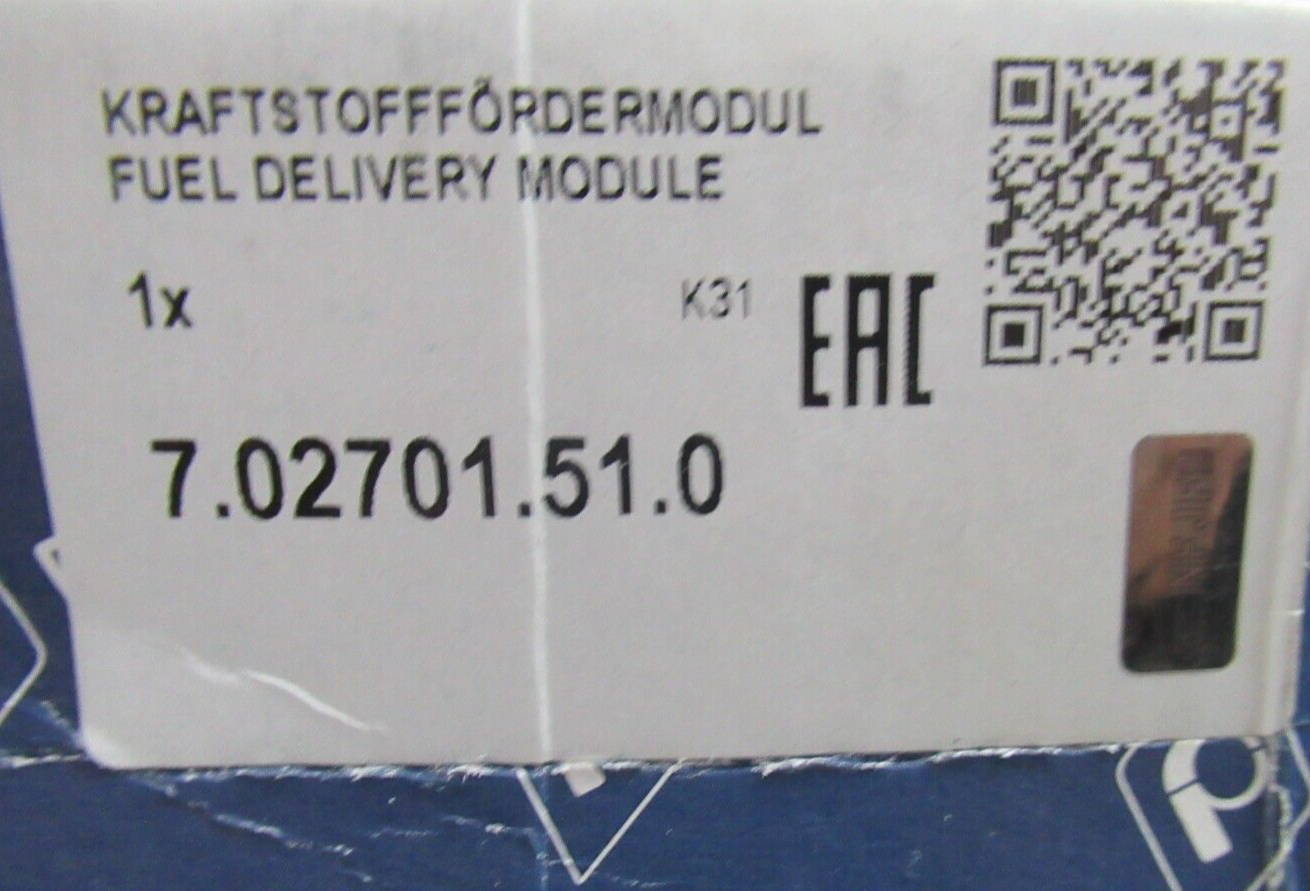 KRAFTSTOFFFÖRDERMODUL
FUEL DELIVERY MODULE
1x
K31
EAC
7.02701.51.0